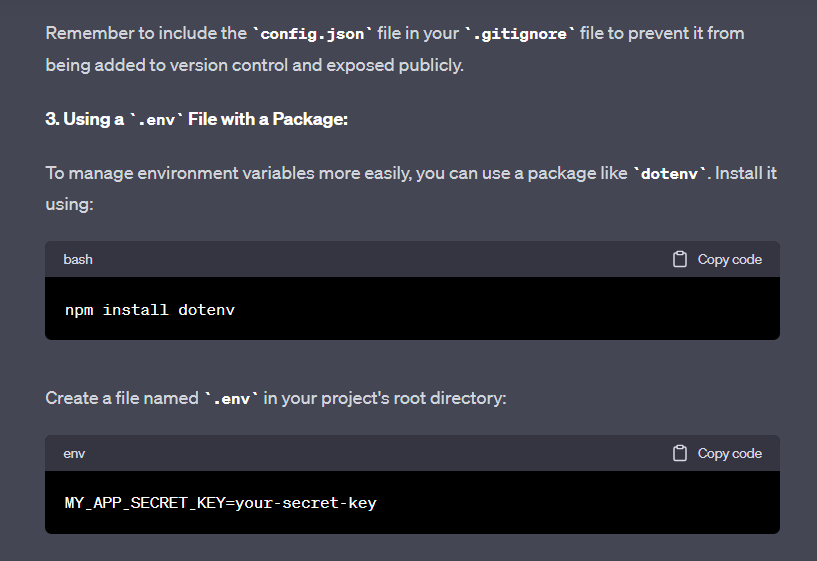 Remember to include the `config.json` file in your `.gitignore` file to prevent it from
being added to version control and exposed publicly.
3. Using a `.env` File with a Package:
To manage environment variables more easily, you can use a package like `dotenv`. Install it
using:
bash
Copy code
npm install dotenv
Create a file named `.env` in your project's root directory:
env
Copy code
MY_APP_SECRET_KEY=your-secret-key